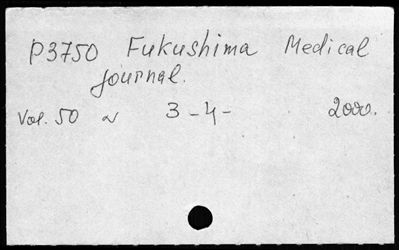 P3750 Fukushima Medical
journal.
Vol. 50 N 3-4- 2000.